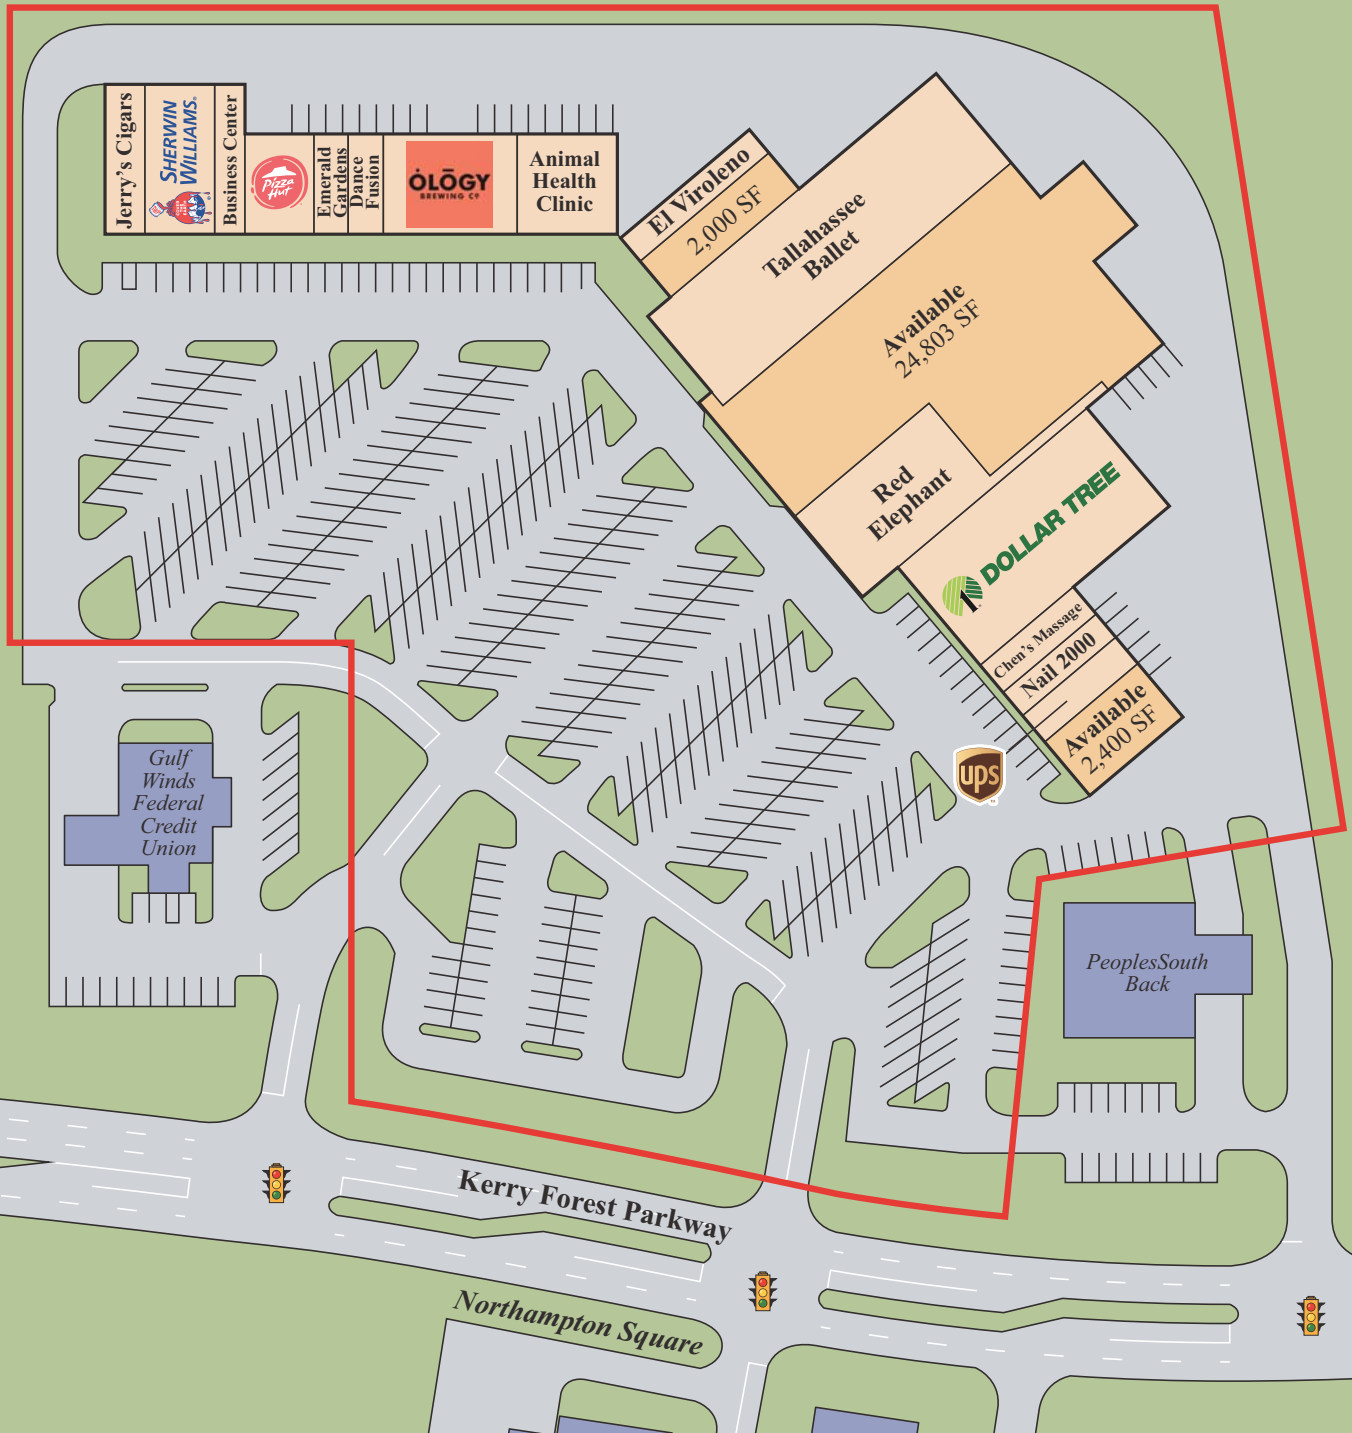 Jerry's Cigars
SHERWIN
WILLIAMS.
Business Center
Pizza
Hut
Emerald
Gardens
Dance
Fusion
OLOGY
BREWING CO
Animal
Health
Clinic
El Viroleno
2,000 SF
Tallahassee
Ballet
Available
24,803 SF
Red
Elephant
DOLLAR TREE
Chen's Massage
Nail 2000
Available
2,400 SF
ups
Gulf
Winds
Federal
Credit
Union
PeoplesSouth
Back
Kerry Forest Parkway
Northampton Square